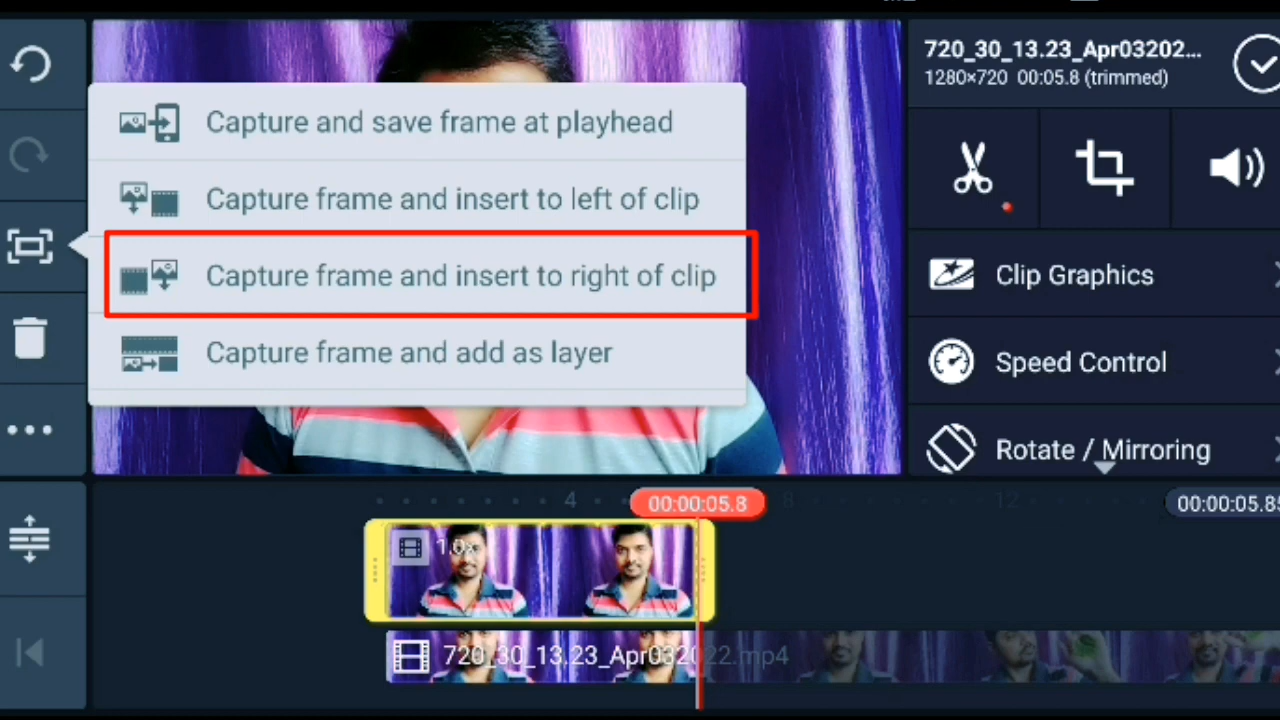 720_30_13.23_Apr03202...
1280×720 00:05.8 (trimmed)
Capture and save frame at playhead
Capture frame and insert to left of clip
Capture frame and insert to right of clip
Capture frame and add as layer
Clip Graphics
Speed Control
Rotate / Mirroring
4
00:00:05.8
8
12
00:00:05.85
1.0x
720_30_13.23_Apr032022.mp4